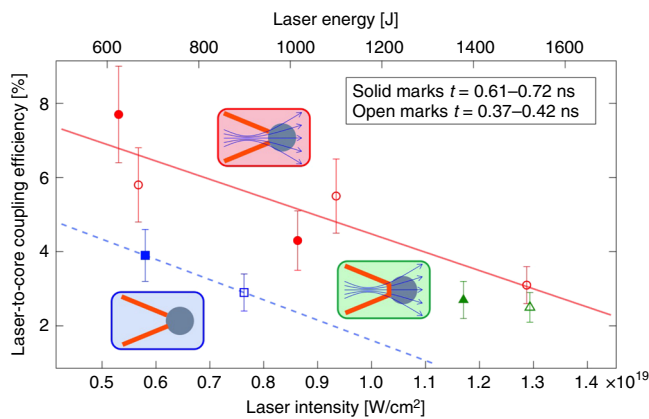 Laser energy [J]
600 800 1000 1200 1400 1600
Solid marks t = 0.61–0.72 ns
Open marks t = 0.37–0.42 ns
Laser-to-core coupling efficiency [%]
8
6
4
2
0.5 0.6 0.7 0.8 0.9 1.0 1.1 1.2 1.3 1.4 ×10¹⁹
Laser intensity [W/cm²]